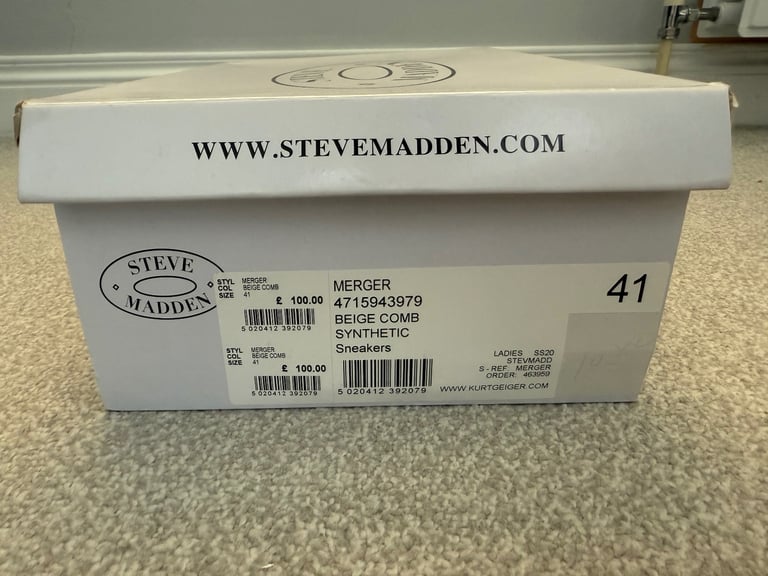 WWW.STEVEMADDEN.COM
STEVE
MADDEN
STYL MERGER
COL BEIGE COMB
SIZE 41
£ 100.00
5 020412 392079
STYL MERGER
COL BEIGE COMB
SIZE 41
£ 100.00
5 020412 392079
MERGER
4715943979
BEIGE COMB
SYNTHETIC
Sneakers
5 020412 392079
41
LADIES SS20
STEVMADD
S - REF: MERGER
ORDER: 463959
WWW.KURTGEIGER.COM